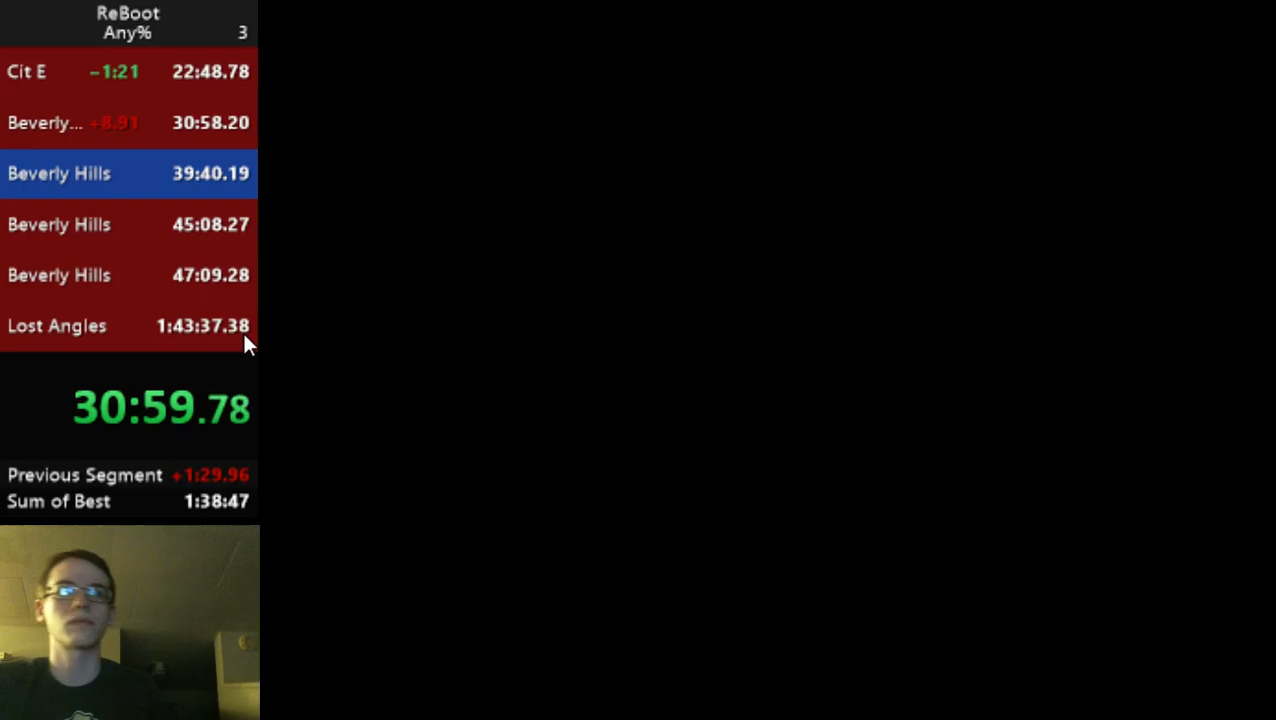 ReBoot
Any% 3
Cit E −1:21 22:48.78
Beverly... +8.91 30:58.20
Beverly Hills 39:40.19
Beverly Hills 45:08.27
Beverly Hills 47:09.28
Lost Angles 1:43:37.38
30:59.78
Previous Segment +1:29.96
Sum of Best 1:38:47